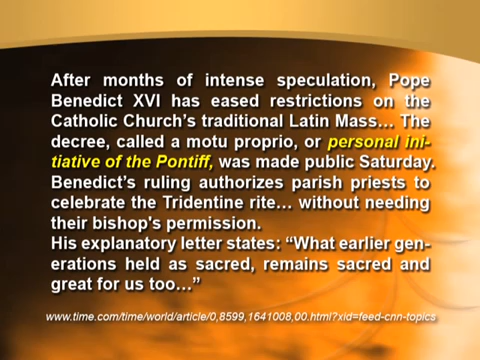 After months of intense speculation, Pope
Benedict XVI has eased restrictions on the
Catholic Church's traditional Latin Mass... The
decree, called a motu proprio, or personal ini-
tiative of the Pontiff, was made public Saturday.
Benedict's ruling authorizes parish priests to
celebrate the Tridentine rite... without needing
their bishop's permission.
His explanatory letter states: “What earlier gen-
erations held as sacred, remains sacred and
great for us too...”
www.time.com/time/world/article/0,8599,1641008,00.html?xid=feed-cnn-topics